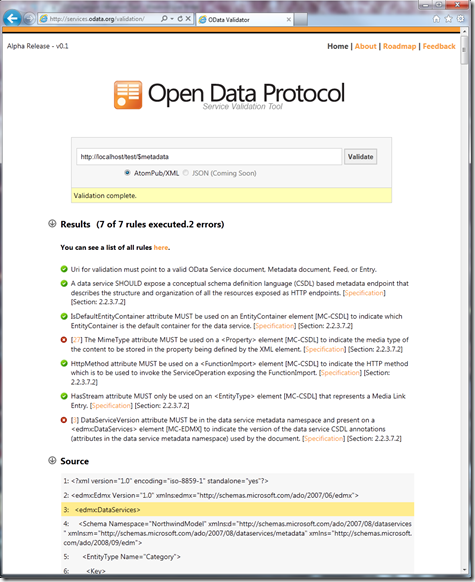 http://services.odata.org/validation/
OData Validator
Alpha Release - v0.1
Home | About | Roadmap | Feedback
Open Data Protocol
Service Validation Tool
http://localhost/test/$metadata
Validate
AtomPub/XML
JSON (Coming Soon)
Validation complete.
Results (7 of 7 rules executed.2 errors)
You can see a list of all rules here.
Uri for validation must point to a valid OData Service document, Metadata document, Feed, or Entry.
A data service SHOULD expose a conceptual schema definition language (CSDL) based metadata endpoint that
describes the structure and organization of all the resources exposed as HTTP endpoints. [Specification]
[Section: 2.2.3.7.2]
IsDefaultEntityContainer attribute MUST be used on an EntityContainer element [MC-CSDL] to indicate which
EntityContainer is the default container for the data service. [Specification] [Section: 2.2.3.7.2]
[27] The MimeType attribute MUST be used on a <Property> element [MC-CSDL] to indicate the media type
of the content to be stored in the property being defined by the XML element. [Specification] [Section:
2.2.3.7.2]
HttpMethod attribute MUST be used on a <FunctionImport> element [MC-CSDL] to indicate the HTTP
method which is to be used to invoke the ServiceOperation exposing the FunctionImport. [Specification]
[Section: 2.2.3.7.2]
HasStream attribute MUST only be used on an <EntityType> element [MC-CSDL] that represents a Media Link
Entry. [Specification] [Section: 2.2.3.7.2]
[3] DataServiceVersion attribute MUST be in the data service metadata namespace and present on a
<edmx:DataServices> element [MC-EDMX] to indicate the version of the data service CSDL annotations
(attributes in the data service metadata namespace) used by the document. [Specification] [Section: 2.2.3.7.2]
Source
1: <?xml version="1.0" encoding="iso-8859-1" standalone="yes"?>
2: <edmx:Edmx Version="1.0" xmlns:edmx="http://schemas.microsoft.com/ado/2007/06/edmx">
3: <edmx:DataServices>
4: <Schema Namespace="NorthwindModel" xmlns:d="http://schemas.microsoft.com/ado/2007/08/dataservices
" xmlns:m="http://schemas.microsoft.com/ado/2007/08/dataservices/metadata" xmlns="http://schemas.microsoft.c
om/ado/2008/09/edm">
5: <EntityType Name="Category">
6: <Key>